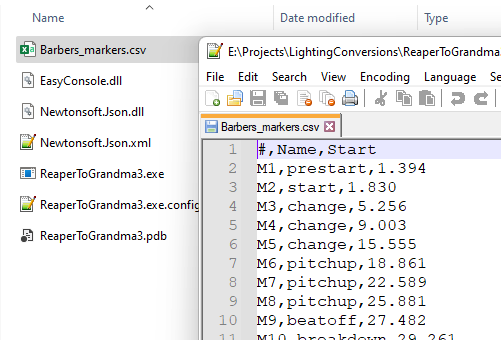 Name
Date modified
Type
Barbers_markers.csv
EasyConsole.dll
Newtonsoft.Json.dll
Newtonsoft.Json.xml
ReaperToGrandma3.exe
ReaperToGrandma3.exe.config
ReaperToGrandma3.pdb
E:\Projects\LightingConversions\ReaperToGrandma3
File Edit Search View Encoding Language Se
Barbers_markers.csv
1 #,Name,Start
2 M1,prestart,1.394
3 M2,start,1.830
4 M3,change,5.256
5 M4,change,9.003
6 M5,change,15.555
7 M6,pitchup,18.861
8 M7,pitchup,22.589
9 M8,pitchup,25.881
10 M9,beatoff,27.482
11 M10,breakdown,29.261